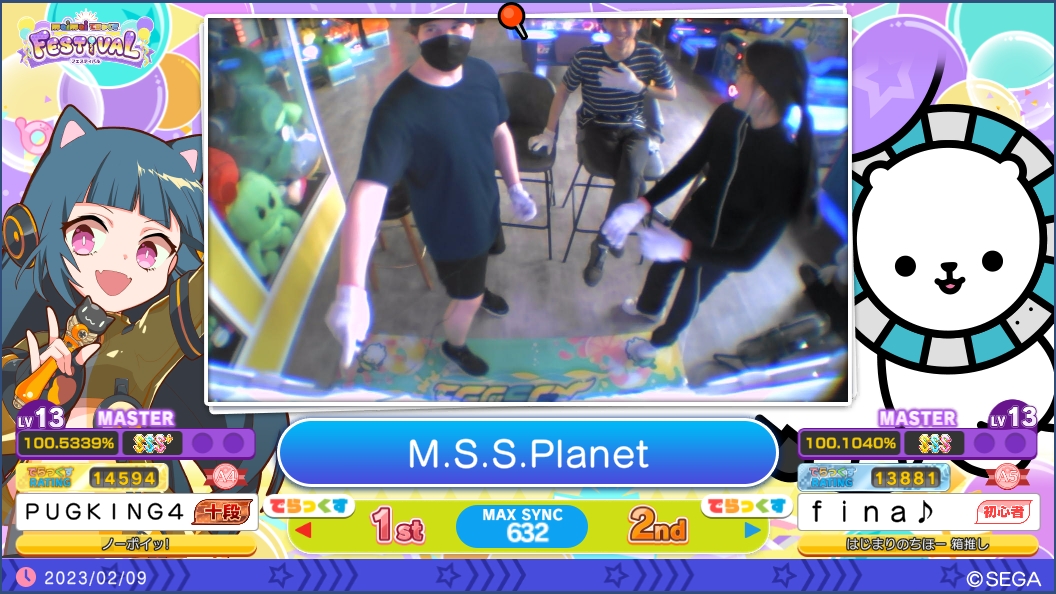 maimai でらっくす
FESTiVAL
フェスティバル
LV 13 MASTER
100.5339% SSS+
でらっくす RATING 14594 A4
PUGKING4 十段
ノーボイッ!
M.S.S.Planet
でらっくす でらっくす
1st MAX SYNC 632 2nd
MASTER LV 13
100.1040% SSS
でらっくす RATING 13881 A5
fina♪ 初心者
はじまりのちほー 箱推し
2023/02/09
©SEGA